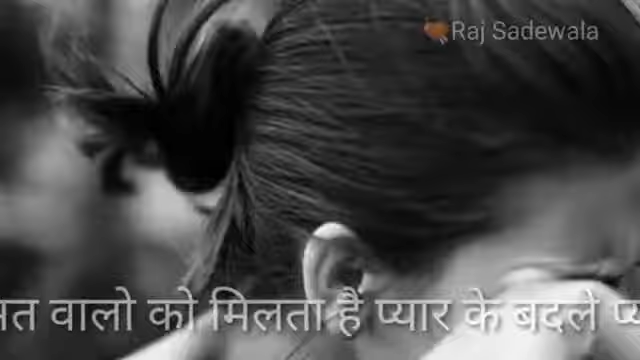 Raj Sadewala
वालो को मिलता है प्यार के बदले